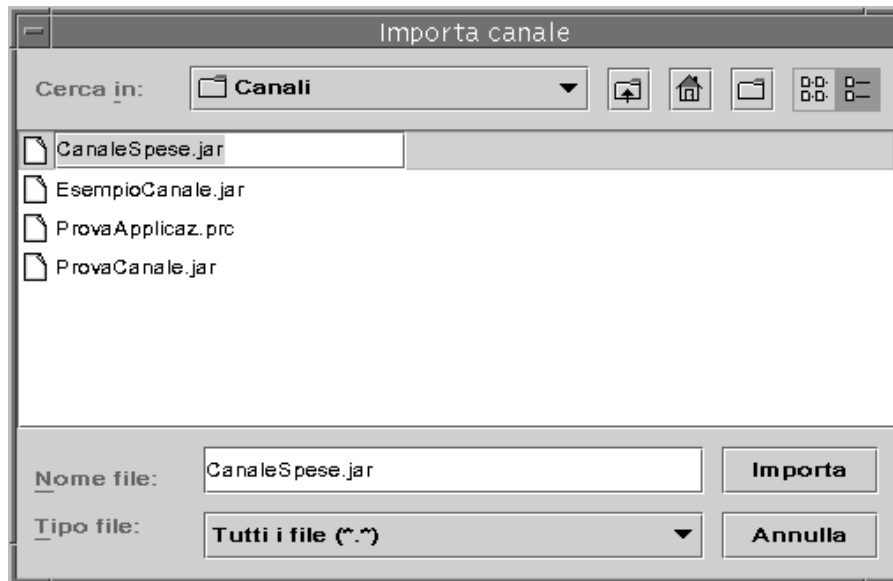 Importa canale
Cerca in: Canali
CanaleSpese.jar
EsempioCanale.jar
ProvaApplicaz.prc
ProvaCanale.jar
Nome file: CanaleSpese.jar Importa
Tipo file: Tutti i file (*.*) Annulla